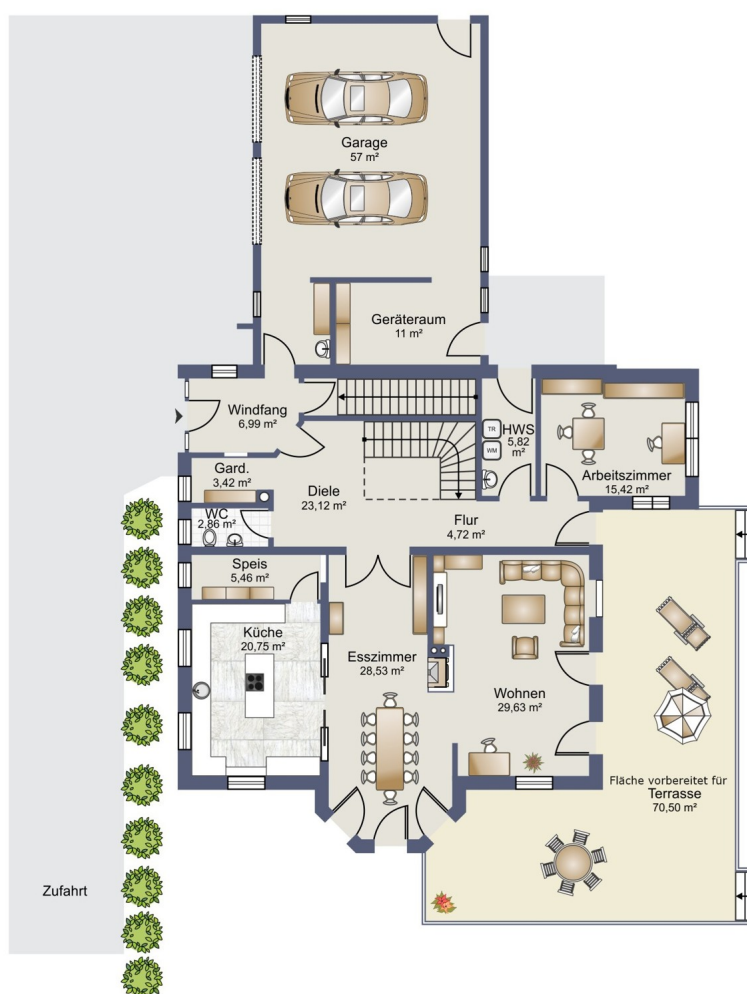 Garage
57 m²
Geräteraum
11 m²
Windfang
6,99 m²
HWS
5,82
m²
TR
WM
Arbeitszimmer
15,42 m²
Gard.
3,42 m²
Diele
23,12 m²
WC
2,86 m²
Flur
4,72 m²
Speis
5,46 m²
Küche
20,75 m²
Esszimmer
28,53 m²
Wohnen
29,63 m²
Fläche vorbereitet für
Terrasse
70,50 m²
Zufahrt